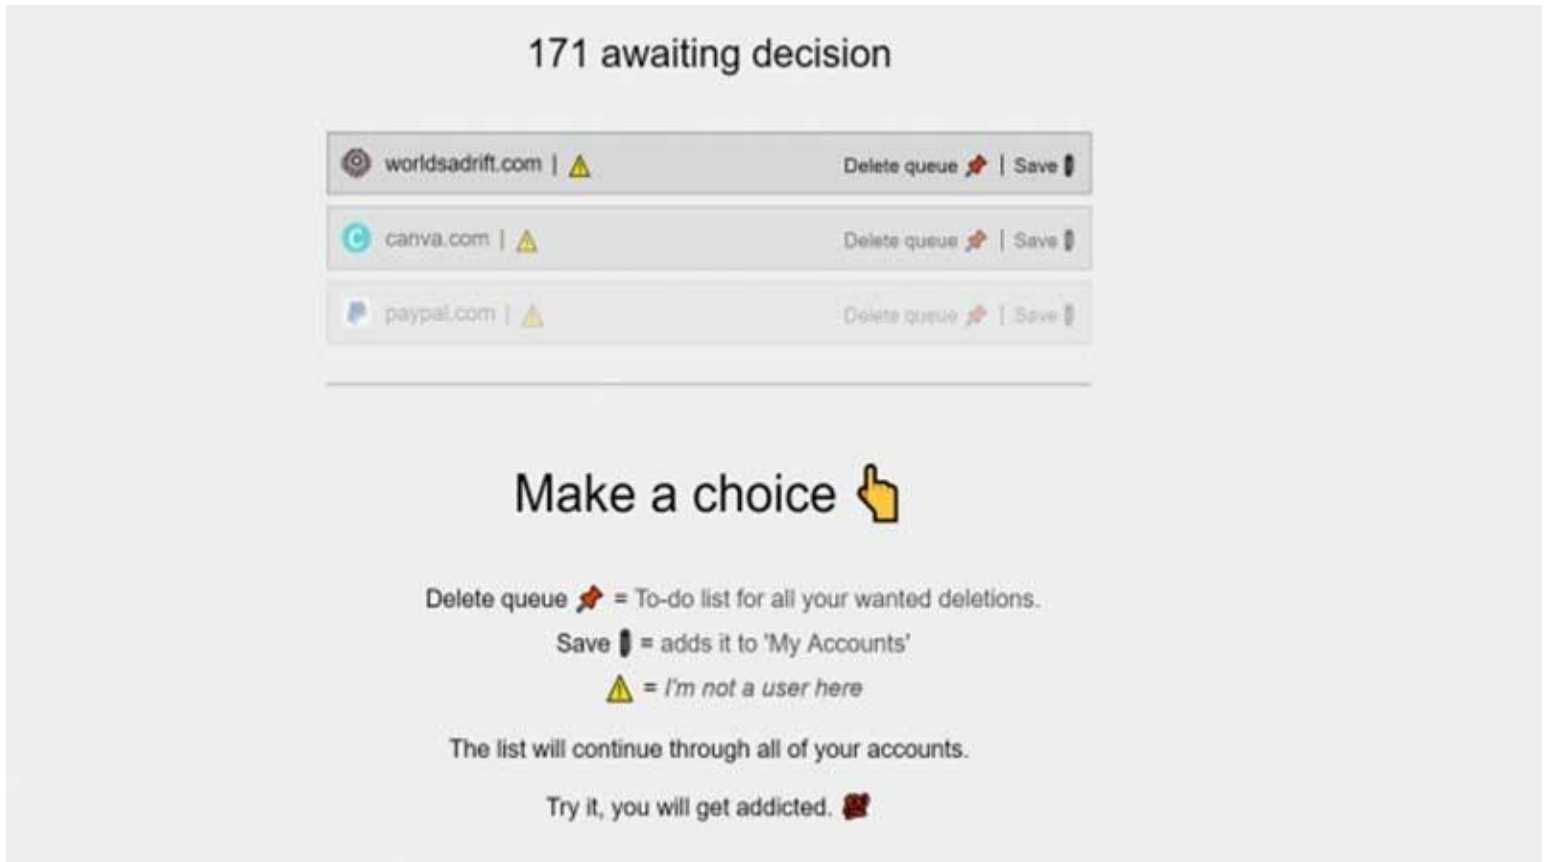 171 awaiting decision
worldsadrift.com | Delete queue | Save
canva.com | Delete queue | Save
paypal.com | Delete queue | Save
Make a choice
Delete queue = To-do list for all your wanted deletions.
Save = adds it to 'My Accounts'
= I'm not a user here
The list will continue through all of your accounts.
Try it, you will get addicted.